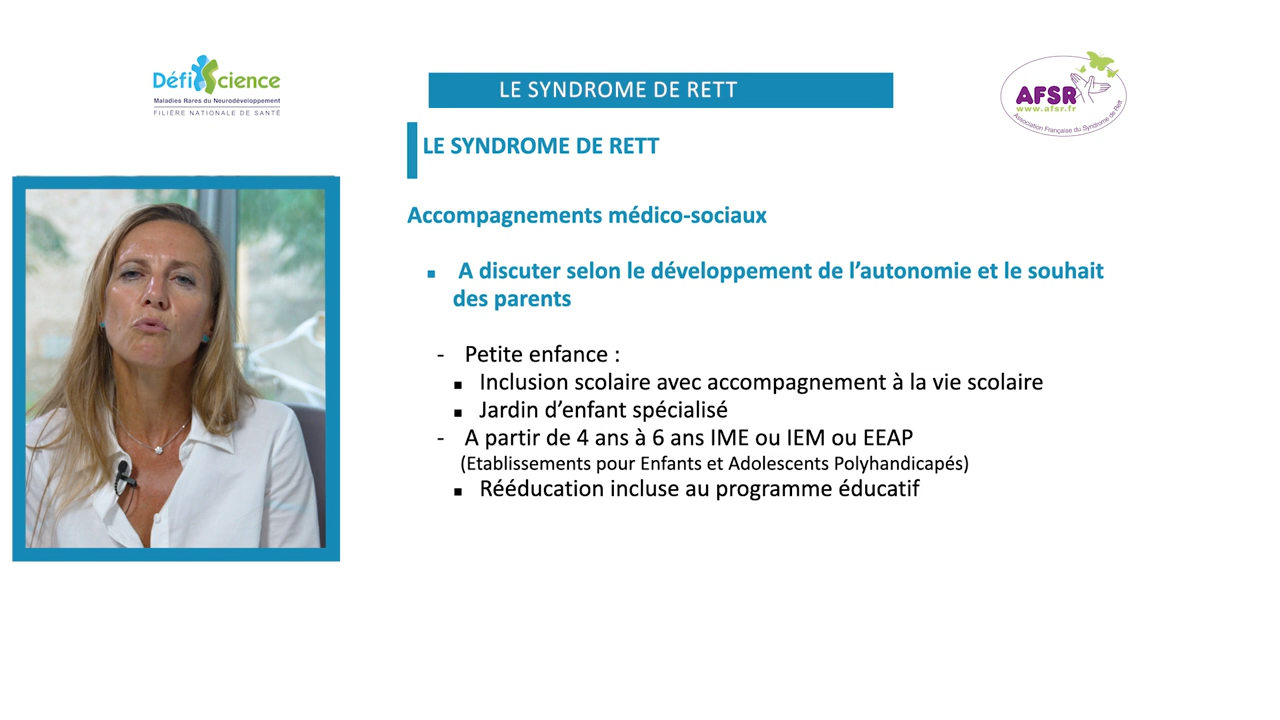 Défi Science
Maladies Rares du Neurodéveloppement
FILIÈRE NATIONALE DE SANTÉ
LE SYNDROME DE RETT
AFSR
www.afsr.fr
Association Française du Syndrome de Rett
LE SYNDROME DE RETT
Accompagnements médico-sociaux
▪ A discuter selon le développement de l’autonomie et le souhait
des parents
- Petite enfance :
▪ Inclusion scolaire avec accompagnement à la vie scolaire
▪ Jardin d’enfant spécialisé
- A partir de 4 ans à 6 ans IME ou IEM ou EEAP
(Etablissements pour Enfants et Adolescents Polyhandicapés)
▪ Rééducation incluse au programme éducatif